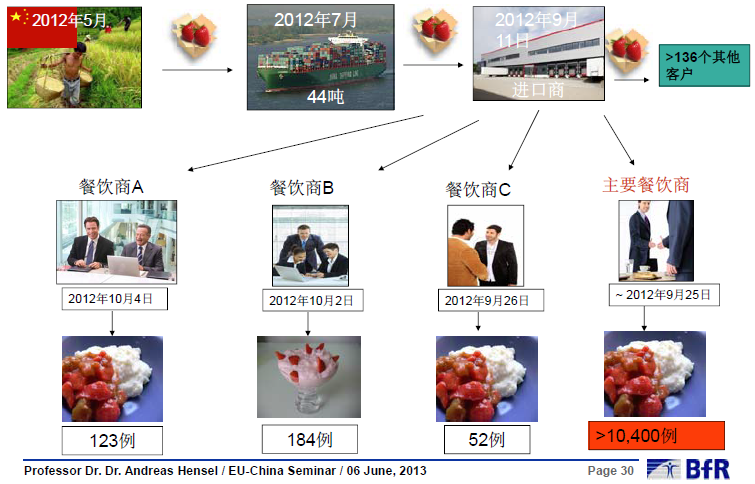 2012年5月
2012年7月
44吨
2012年9月
11日
进口商
>136个其他
客户
餐饮商A
餐饮商B
餐饮商C
主要餐饮商
2012年10月4日
2012年10月2日
2012年9月26日
~ 2012年9月25日
123例
184例
52例
>10,400例
Professor Dr. Dr. Andreas Hensel / EU-China Seminar / 06 June, 2013
Page 30
BfR